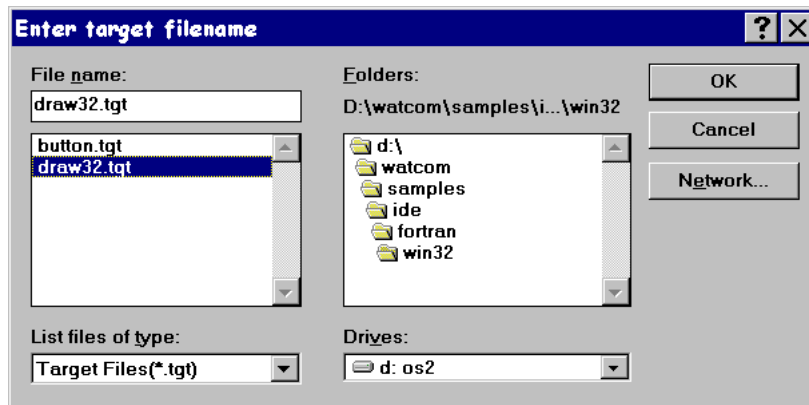 Enter target filename
?
File name:
draw32.tgt
button.tgt
draw32.tgt
List files of type:
Target Files(*.tgt)
Folders:
D:\watcom\samples\i...\win32
d:\
watcom
samples
ide
fortran
win32
Drives:
d: os2
OK
Cancel
Network...